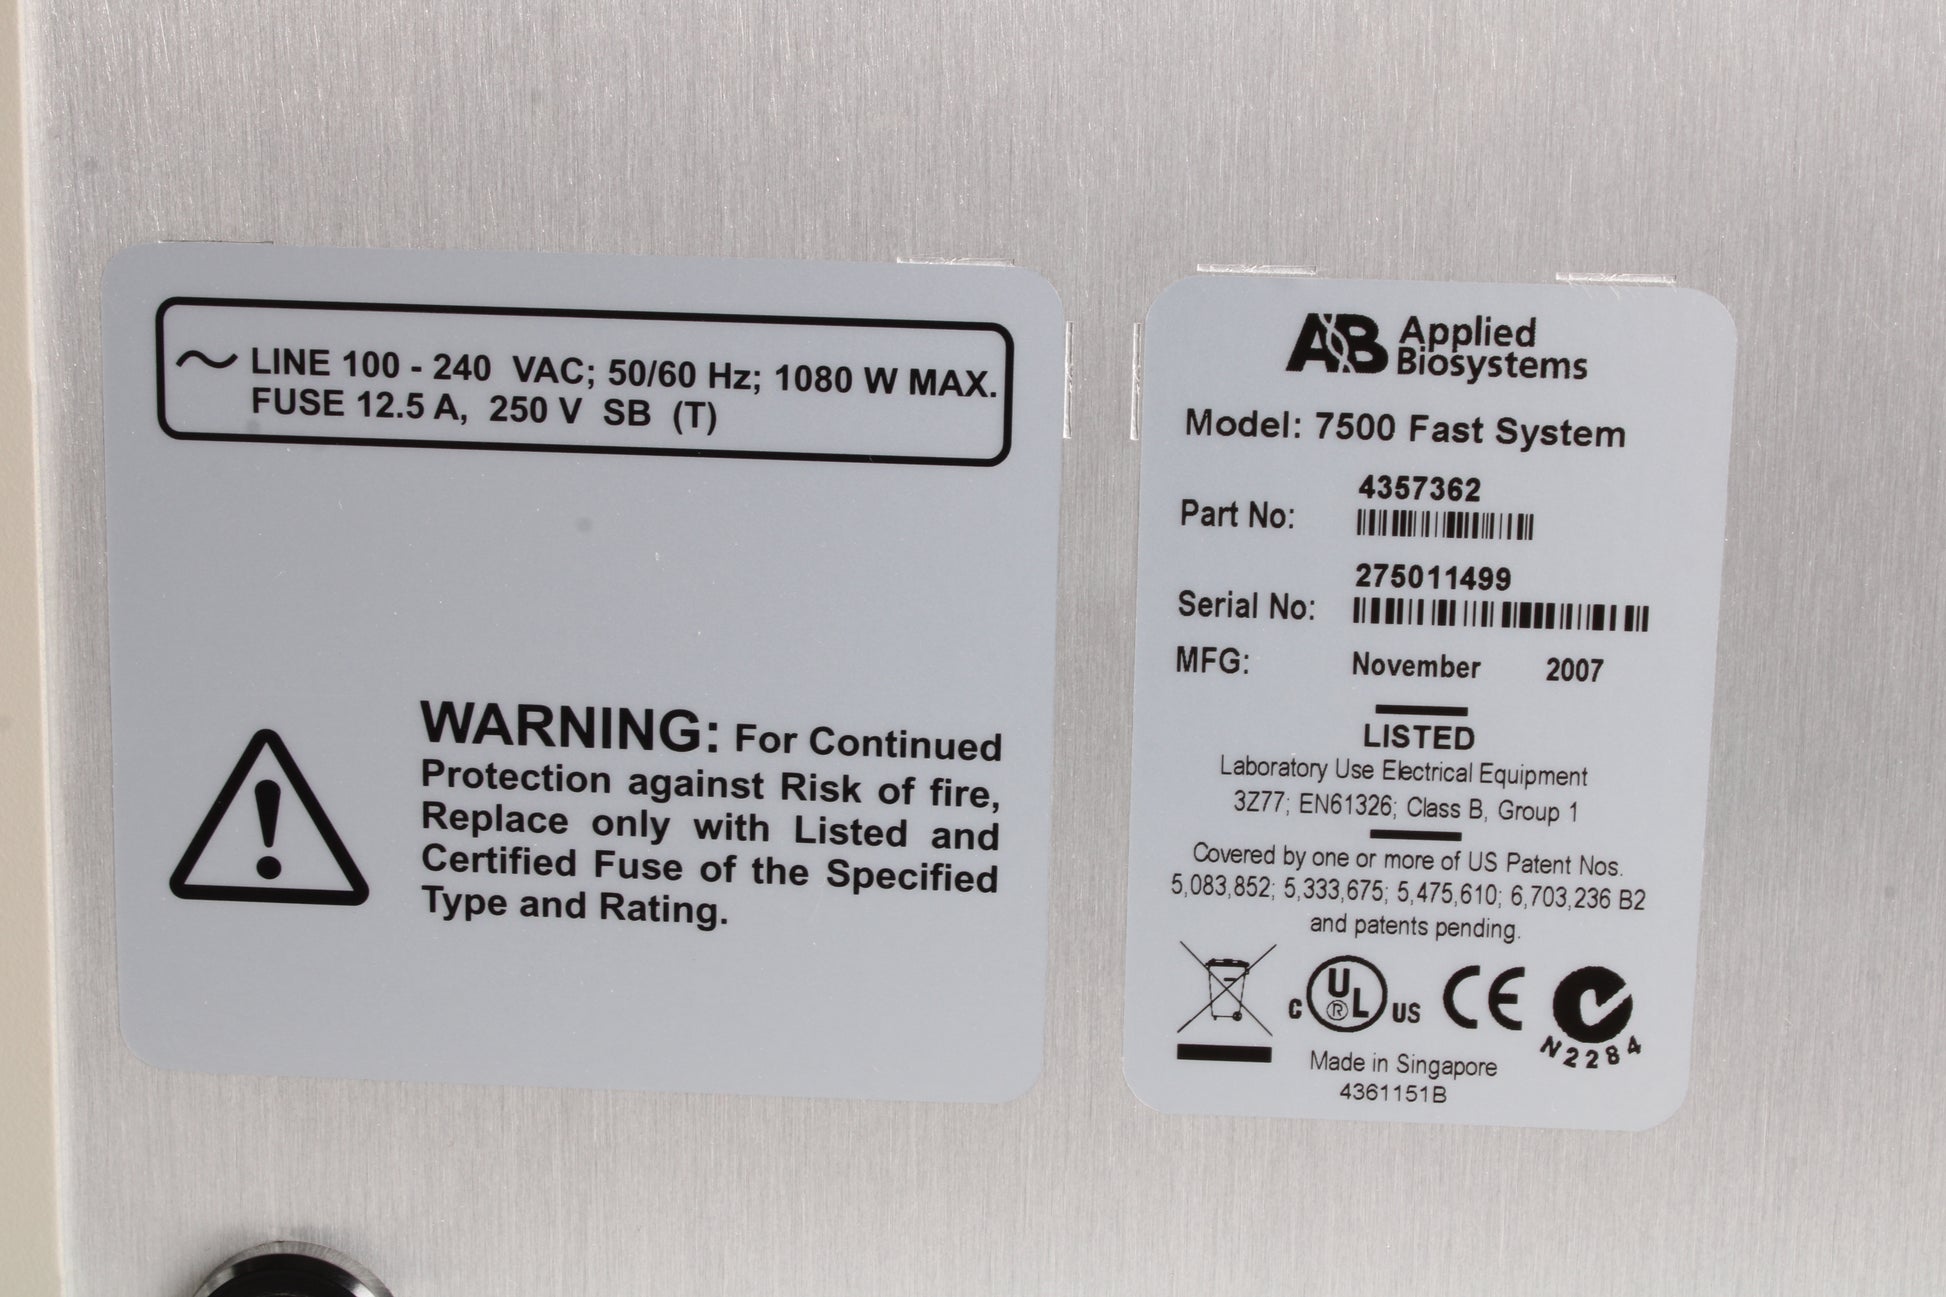 LINE 100 - 240 VAC; 50/60 Hz; 1080 W MAX.
FUSE 12.5 A, 250 V SB (T)
WARNING: For Continued
Protection against Risk of fire,
Replace only with Listed and
Certified Fuse of the Specified
Type and Rating.
AB Applied
Biosystems
Model: 7500 Fast System
4357362
Part No:
275011499
Serial No:
MFG: November 2007
LISTED
Laboratory Use Electrical Equipment
3Z77; EN61326; Class B, Group 1
Covered by one or more of US Patent Nos.
5,083,852; 5,333,675; 5,475,610; 6,703,236 B2
and patents pending.
C UL ® US CE
N2284
Made in Singapore
4361151B